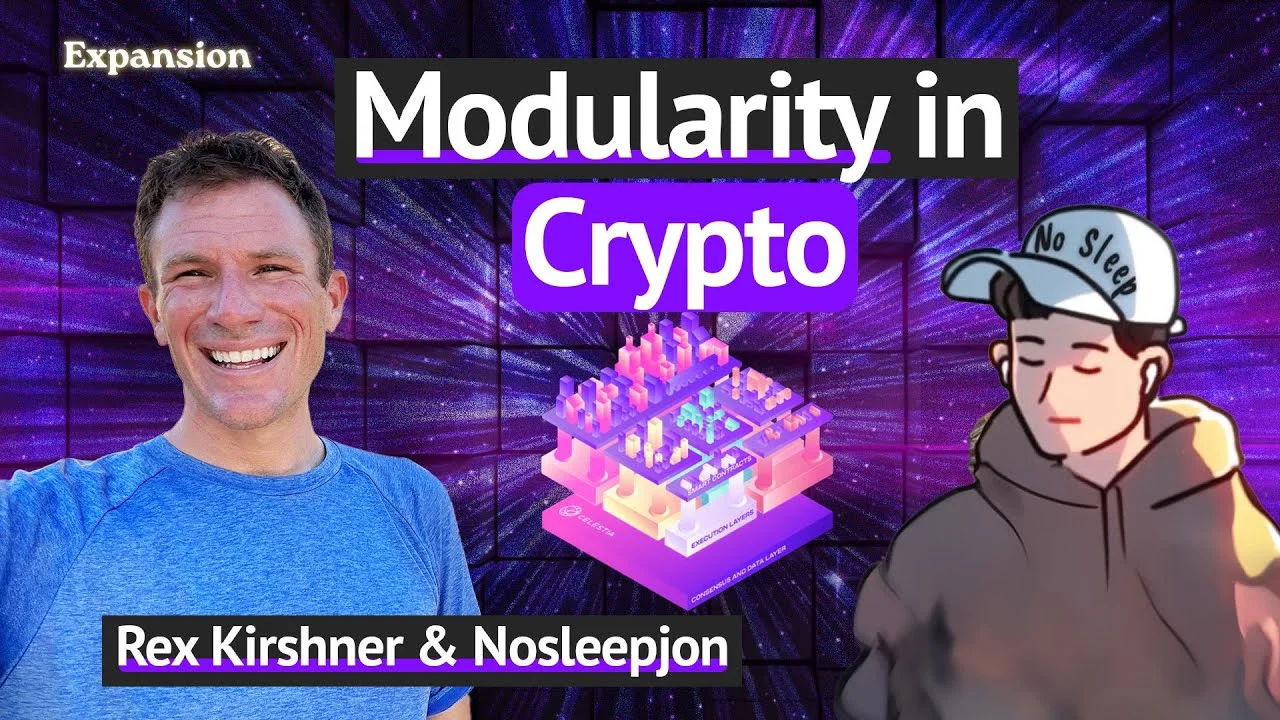 Expansion
Modularity in
Crypto
No Sleep
SMART CONTRACTS
CELESTIA
EXECUTION LAYERS
CONSENSUS AND DATA LAYER
Rex Kirshner & Nosleepjon